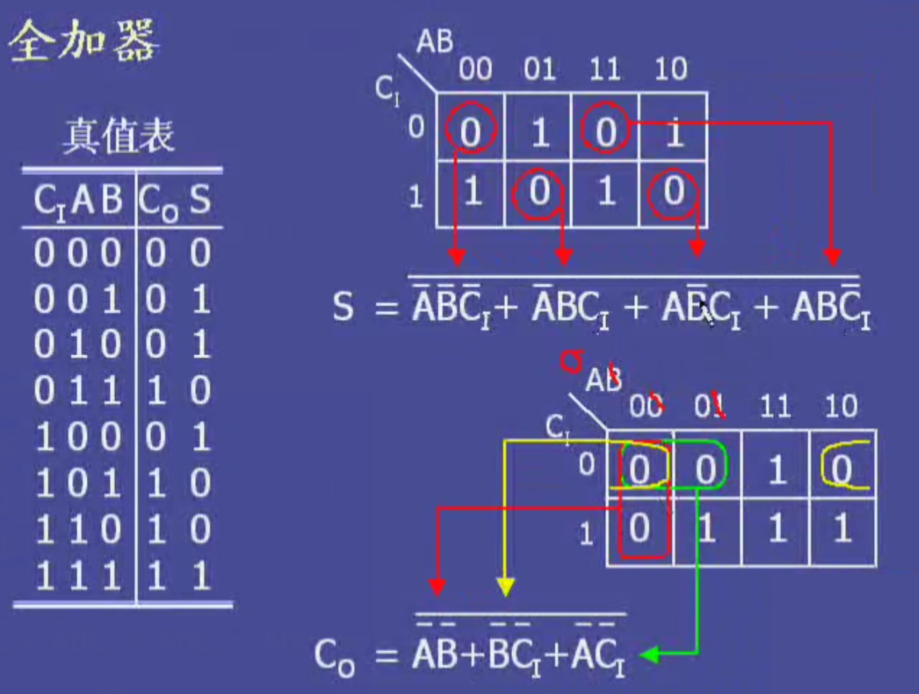 全加器
真值表
C_I A B C_O S
0 0 0 0 0
0 0 1 0 1
0 1 0 0 1
0 1 1 1 0
1 0 0 0 1
1 0 1 1 0
1 1 0 1 0
1 1 1 1 1
AB
C_I 00 01 11 10
0 0 1 0 1
1 1 0 1 0
S = \overline{\bar{A}\bar{B}\bar{C}_I + \bar{A}BC_I + A\bar{B}C_I + AB\bar{C}_I}
AB
C_I 00 01 11 10
0 0 0 1 0
1 0 1 1 1
C_O = \overline{\bar{A}\bar{B}+\bar{B}\bar{C}_I+\bar{A}\bar{C}_I}